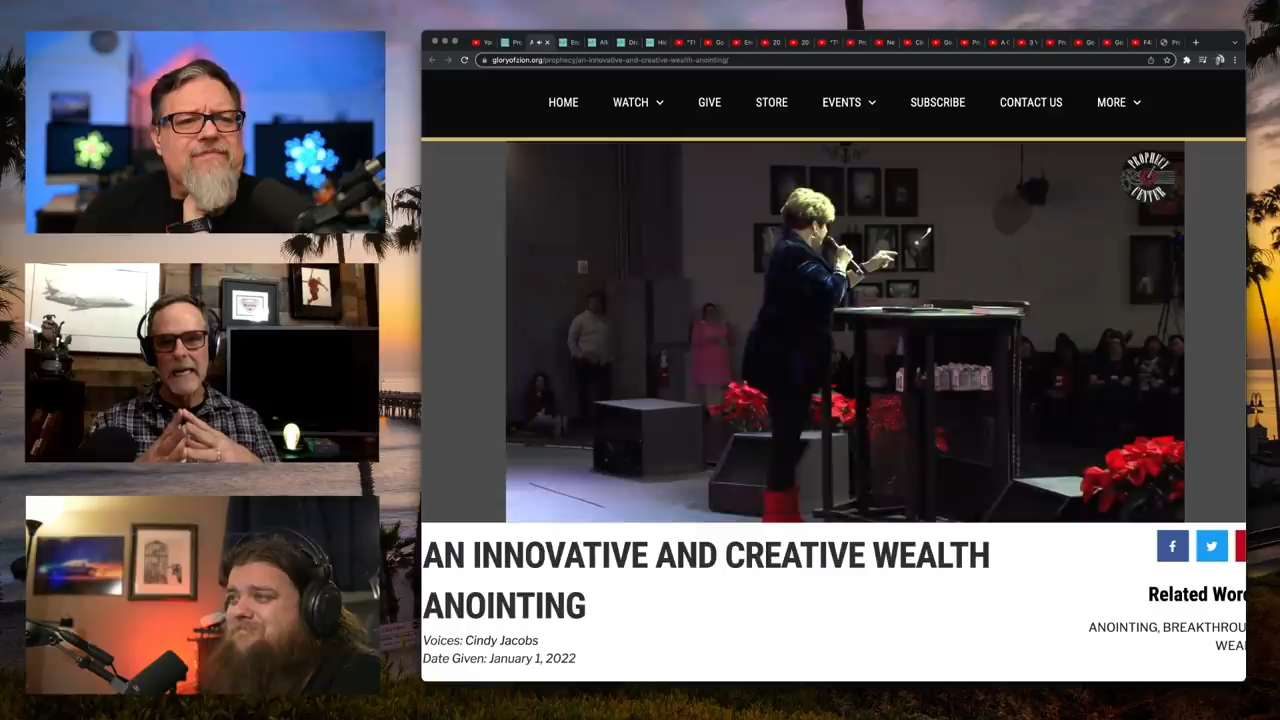 gloryofzion.org/prophecy/an-innovative-and-creative-wealth-anointing/
HOME WATCH GIVE STORE EVENTS SUBSCRIBE CONTACT US MORE
PROPHECY
CENTER
AN INNOVATIVE AND CREATIVE WEALTH
ANOINTING
Voices: Cindy Jacobs
Date Given: January 1, 2022
Related Wor
ANOINTING, BREAKTHROU
WEA